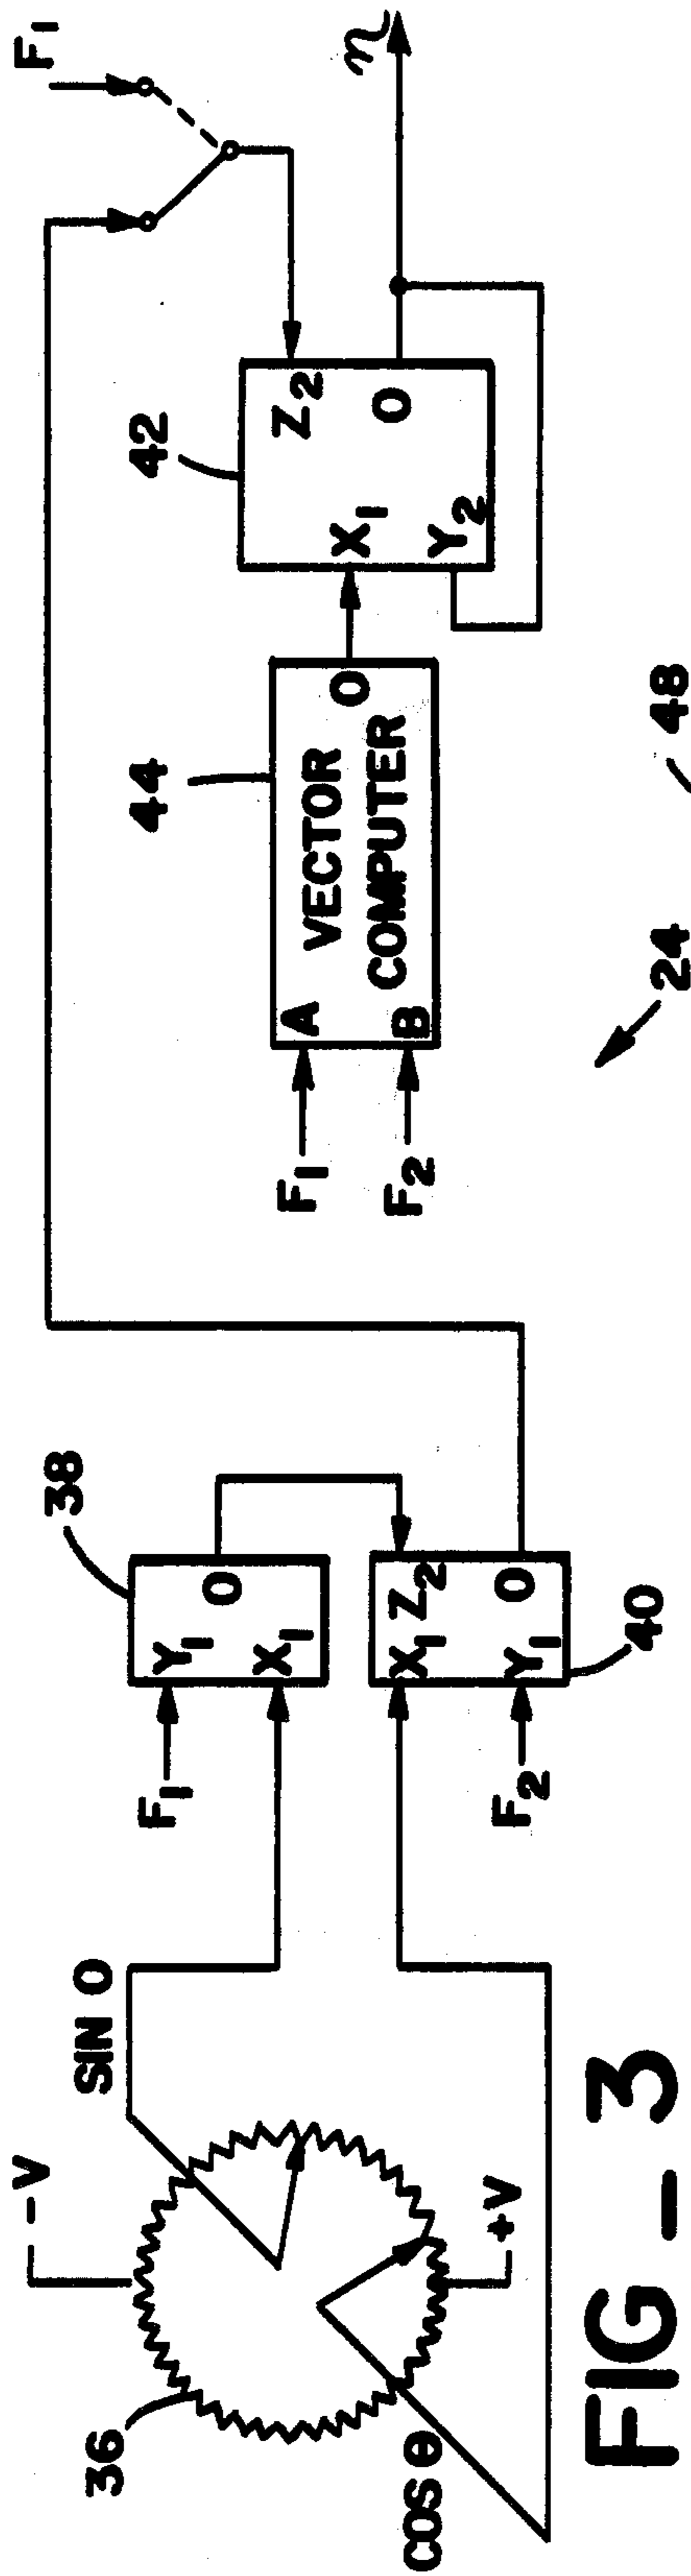 36
-V
SIN O
COS θ
+V
F1
Y1
O
X1
38
X1 Z2
Y1 O
F2
40
F1
F2
A
B
VECTOR
COMPUTER
O
44
X1
Y2
Z2
O
42
F1
η
24
48
FIG _ 3